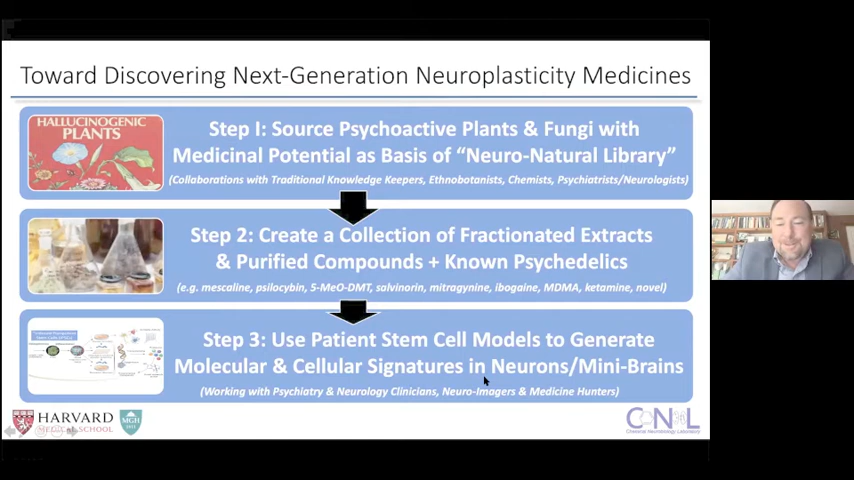 Toward Discovering Next-Generation Neuroplasticity Medicines
HALLUCINOGENIC
PLANTS
Step I: Source Psychoactive Plants & Fungi with
Medicinal Potential as Basis of “Neuro-Natural Library”
(Collaborations with Traditional Knowledge Keepers, Ethnobotanists, Chemists, Psychiatrists/Neurologists)
Step 2: Create a Collection of Fractionated Extracts
& Purified Compounds + Known Psychedelics
(e.g. mescaline, psilocybin, 5-MeO-DMT, salvinorin, mitragynine, ibogaine, MDMA, ketamine, novel)
Step 3: Use Patient Stem Cell Models to Generate
Molecular & Cellular Signatures in Neurons/Mini-Brains
(Working with Psychiatry & Neurology Clinicians, Neuro-Imagers & Medicine Hunters)
HARVARD
MEDICAL SCHOOL
MGH
1811
CNL
Chemical Neurobiology Laboratory